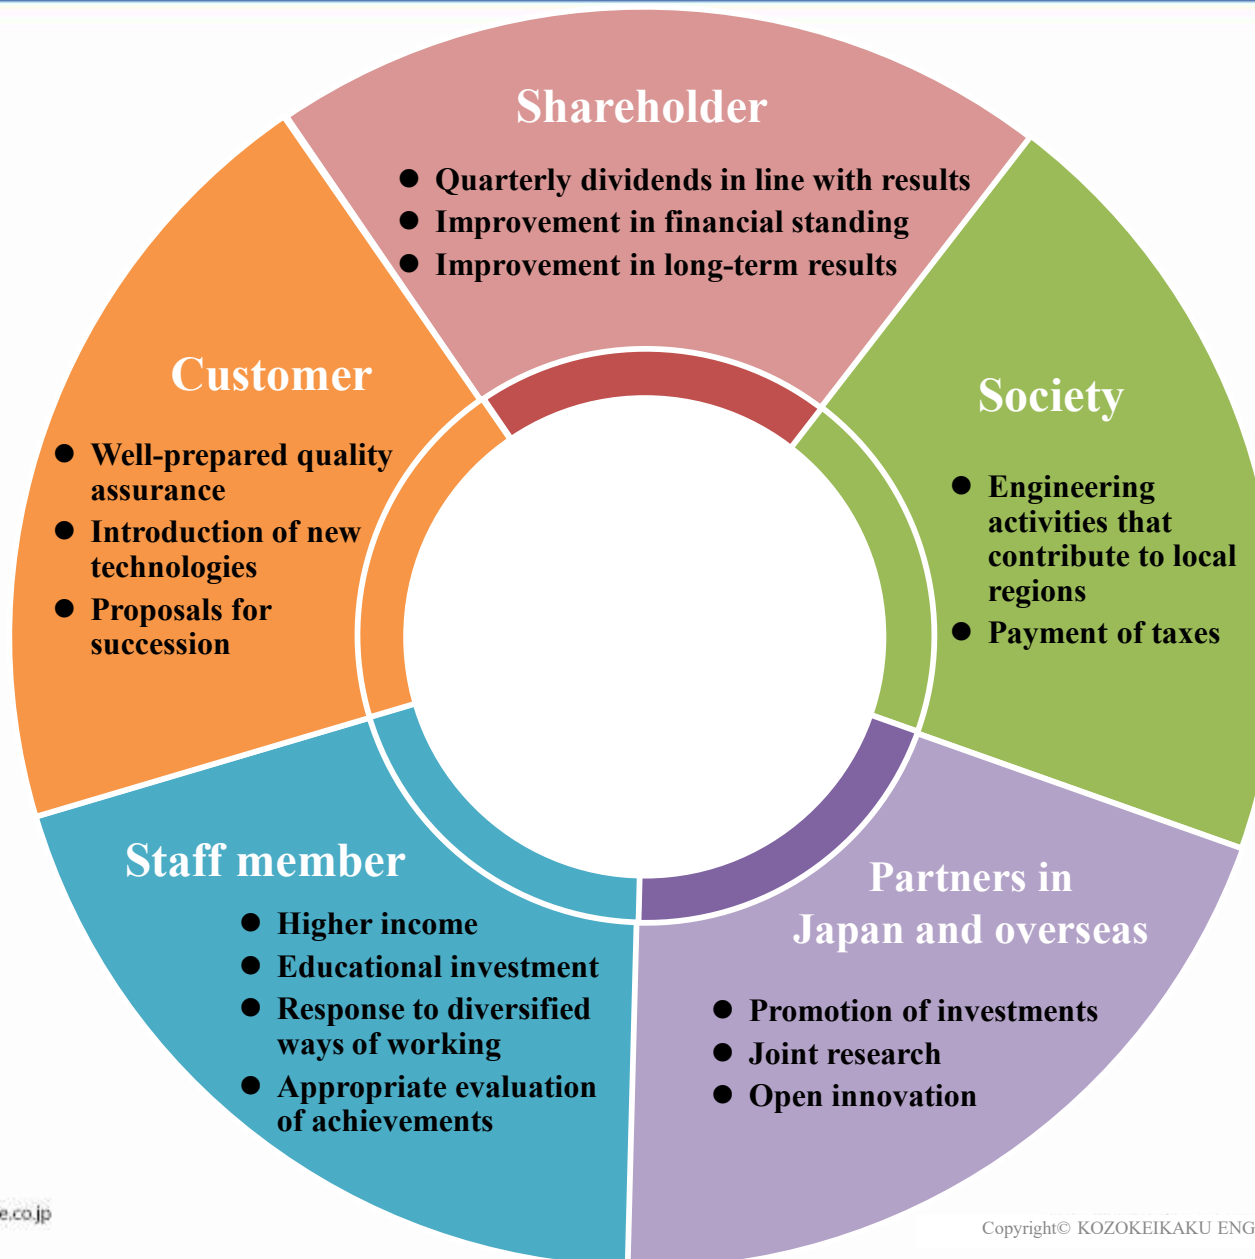 Shareholder
● Quarterly dividends in line with results
● Improvement in financial standing
● Improvement in long-term results
Customer
● Well-prepared quality
assurance
● Introduction of new
technologies
● Proposals for
succession
Society
● Engineering
activities that
contribute to local
regions
● Payment of taxes
Staff member
● Higher income
● Educational investment
● Response to diversified
ways of working
● Appropriate evaluation
of achievements
Partners in
Japan and overseas
● Promotion of investments
● Joint research
● Open innovation
e.co.jp
Copyright© KOZOKEIKAKU ENG